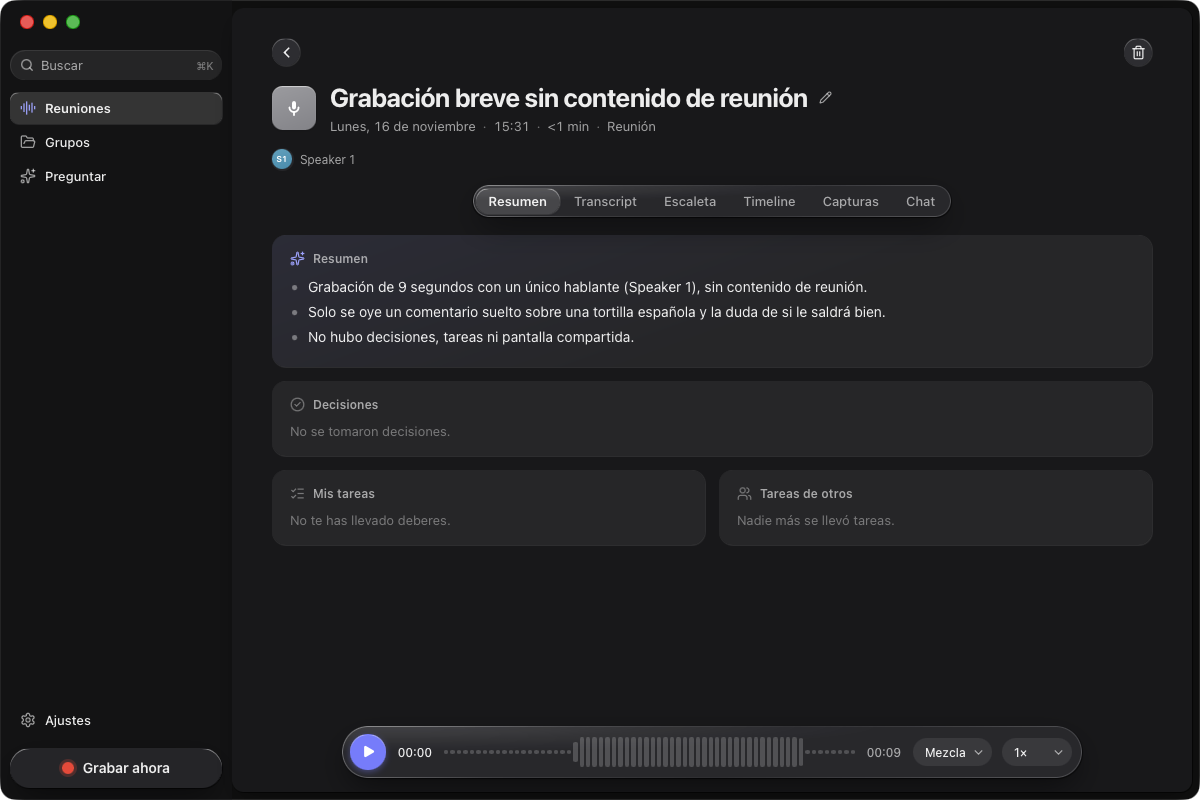 Buscar ⌘K
Reuniones
Grupos
Preguntar
Ajustes
Grabar ahora
Grabación breve sin contenido de reunión
Lunes, 16 de noviembre · 15:31 · <1 min · Reunión
S1 Speaker 1
Resumen Transcript Escaleta Timeline Capturas Chat
Resumen
• Grabación de 9 segundos con un único hablante (Speaker 1), sin contenido de reunión.
• Solo se oye un comentario suelto sobre una tortilla española y la duda de si le saldrá bien.
• No hubo decisiones, tareas ni pantalla compartida.
Decisiones
No se tomaron decisiones.
Mis tareas
No te has llevado deberes.
Tareas de otros
Nadie más se llevó tareas.
00:00 00:09 Mezcla 1×